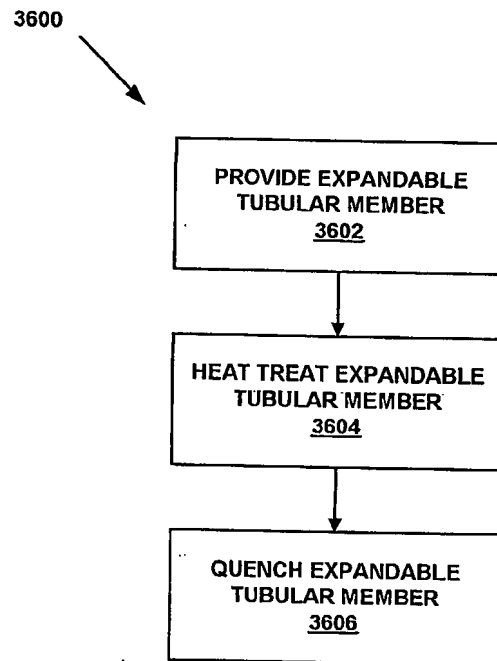 3600
PROVIDE EXPANDABLE
TUBULAR MEMBER
3602
HEAT TREAT EXPANDABLE
TUBULAR MEMBER
3604
QUENCH EXPANDABLE
TUBULAR MEMBER
3606